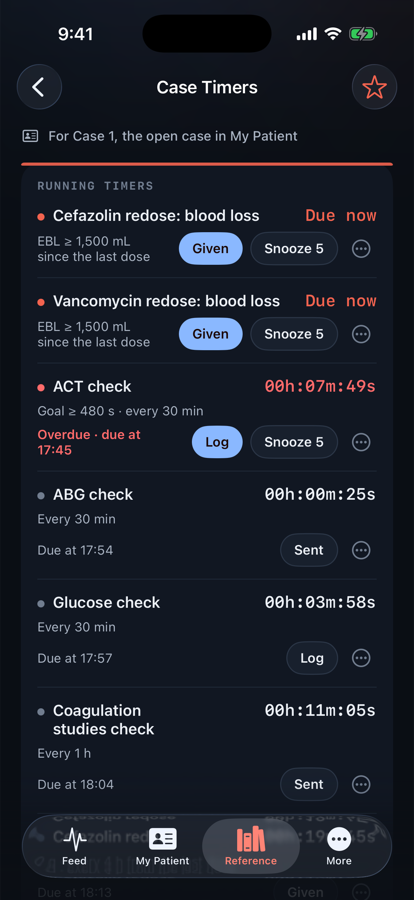 9:41
Case Timers
For Case 1, the open case in My Patient
RUNNING TIMERS
Cefazolin redose: blood loss Due now
EBL ≥ 1,500 mL
since the last dose
Given Snooze 5
Vancomycin redose: blood loss Due now
EBL ≥ 1,500 mL
since the last dose
Given Snooze 5
ACT check 00h:07m:49s
Goal ≥ 480 s · every 30 min
Overdue · due at
17:45
Log Snooze 5
ABG check 00h:00m:25s
Every 30 min
Due at 17:54 Sent
Glucose check 00h:03m:58s
Every 30 min
Due at 17:57 Log
Coagulation
studies check
00h:11m:05s
Every 1 h
Due at 18:04 Sent
Cefazolin
Feed My Patient Reference More
Due at 18:13 Given